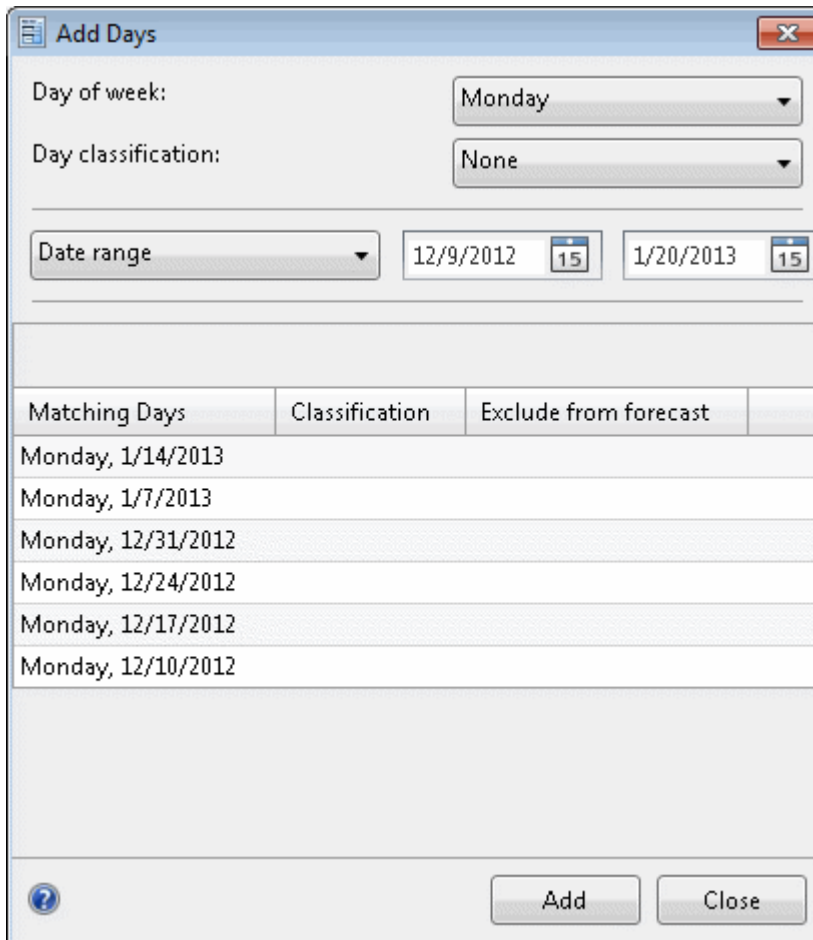 Add Days
Day of week:
Monday
Day classification:
None
Date range
12/9/2012
15
1/20/2013
15
Matching Days
Classification
Exclude from forecast
Monday, 1/14/2013
Monday, 1/7/2013
Monday, 12/31/2012
Monday, 12/24/2012
Monday, 12/17/2012
Monday, 12/10/2012
?
Add
Close